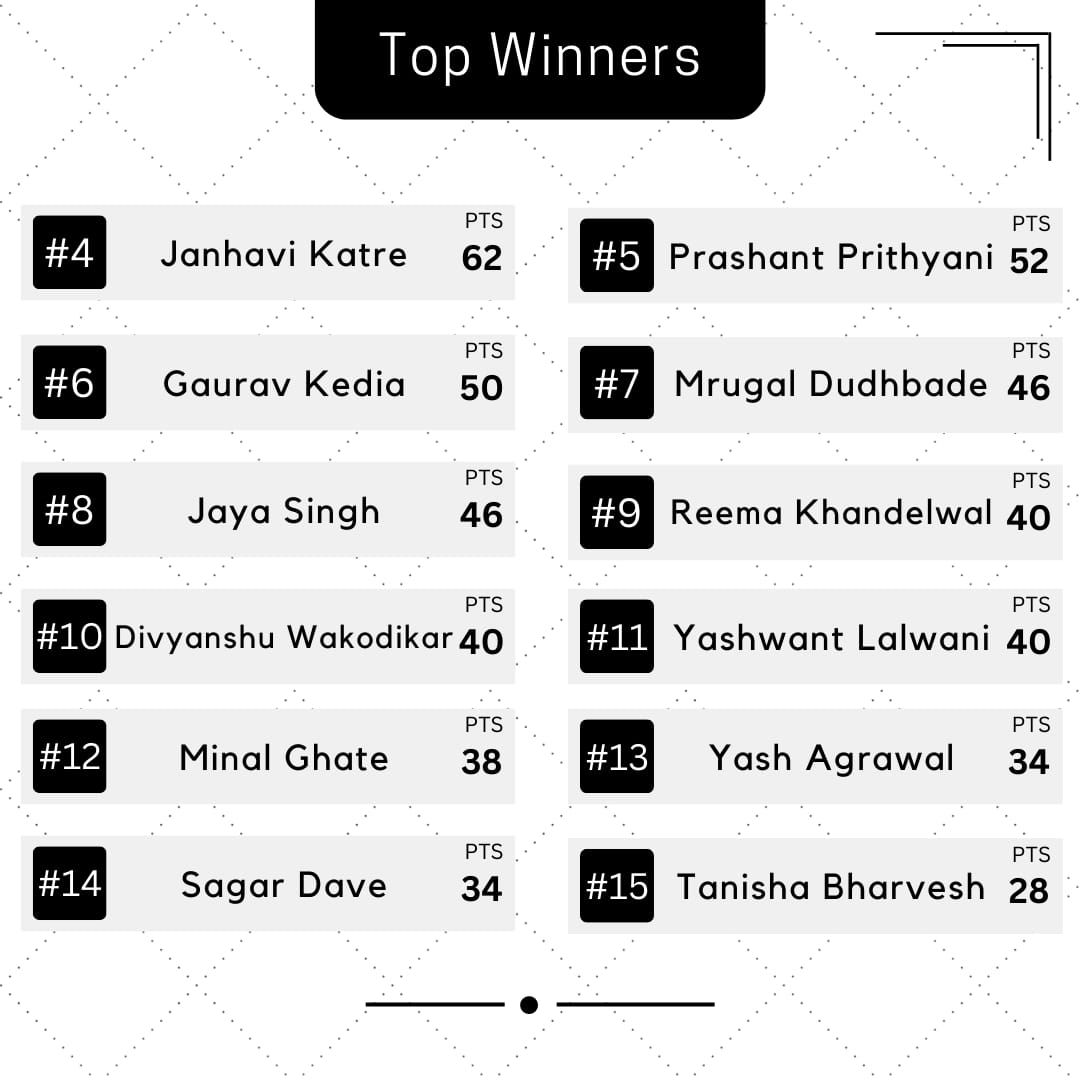 Top Winners
#4 Janhavi Katre PTS 62
#5 Prashant Prithyani PTS 52
#6 Gaurav Kedia PTS 50
#7 Mrugal Dudhbade PTS 46
#8 Jaya Singh PTS 46
#9 Reema Khandelwal PTS 40
#10 Divyanshu Wakodikar PTS 40
#11 Yashwant Lalwani PTS 40
#12 Minal Ghate PTS 38
#13 Yash Agrawal PTS 34
#14 Sagar Dave PTS 34
#15 Tanisha Bharvesh PTS 28